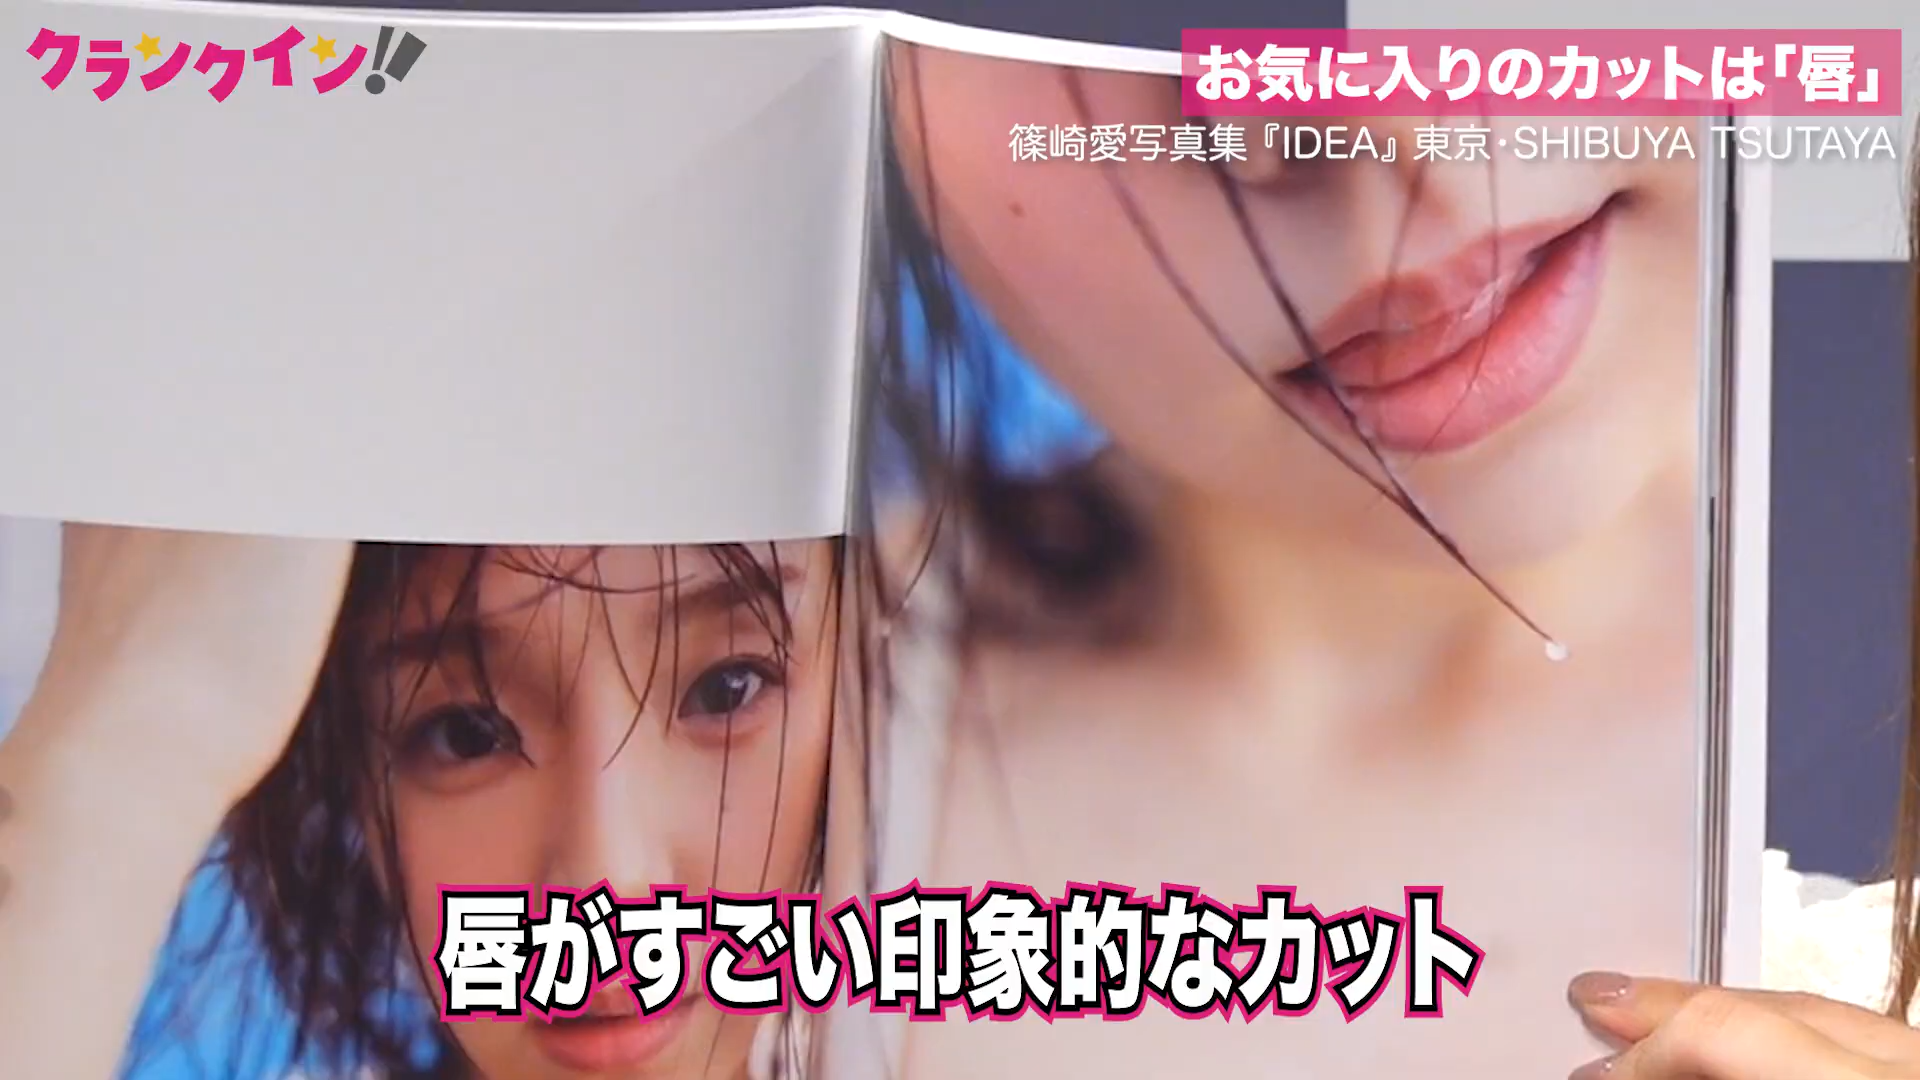 クランクイン!!
お気に入りのカットは「唇」
篠崎愛写真集『IDEA』東京・SHIBUYA TSUTAYA
唇がすごい印象的なカット